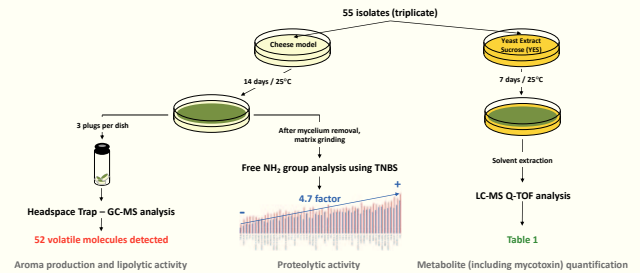 55 isolates (triplicate)
Cheese model
Yeast Extract
Sucrose (YES)
14 days / 25°C
7 days / 25°C
3 plugs per dish
After mycelium removal,
matrix grinding
Free NH₂ group analysis using TNBS
Solvent extraction
4.7 factor
-
+
Headspace Trap – GC-MS analysis
LC-MS Q-TOF analysis
52 volatile molecules detected
Table 1
Aroma production and lipolytic activity
Proteolytic activity
Metabolite (including mycotoxin) quantification